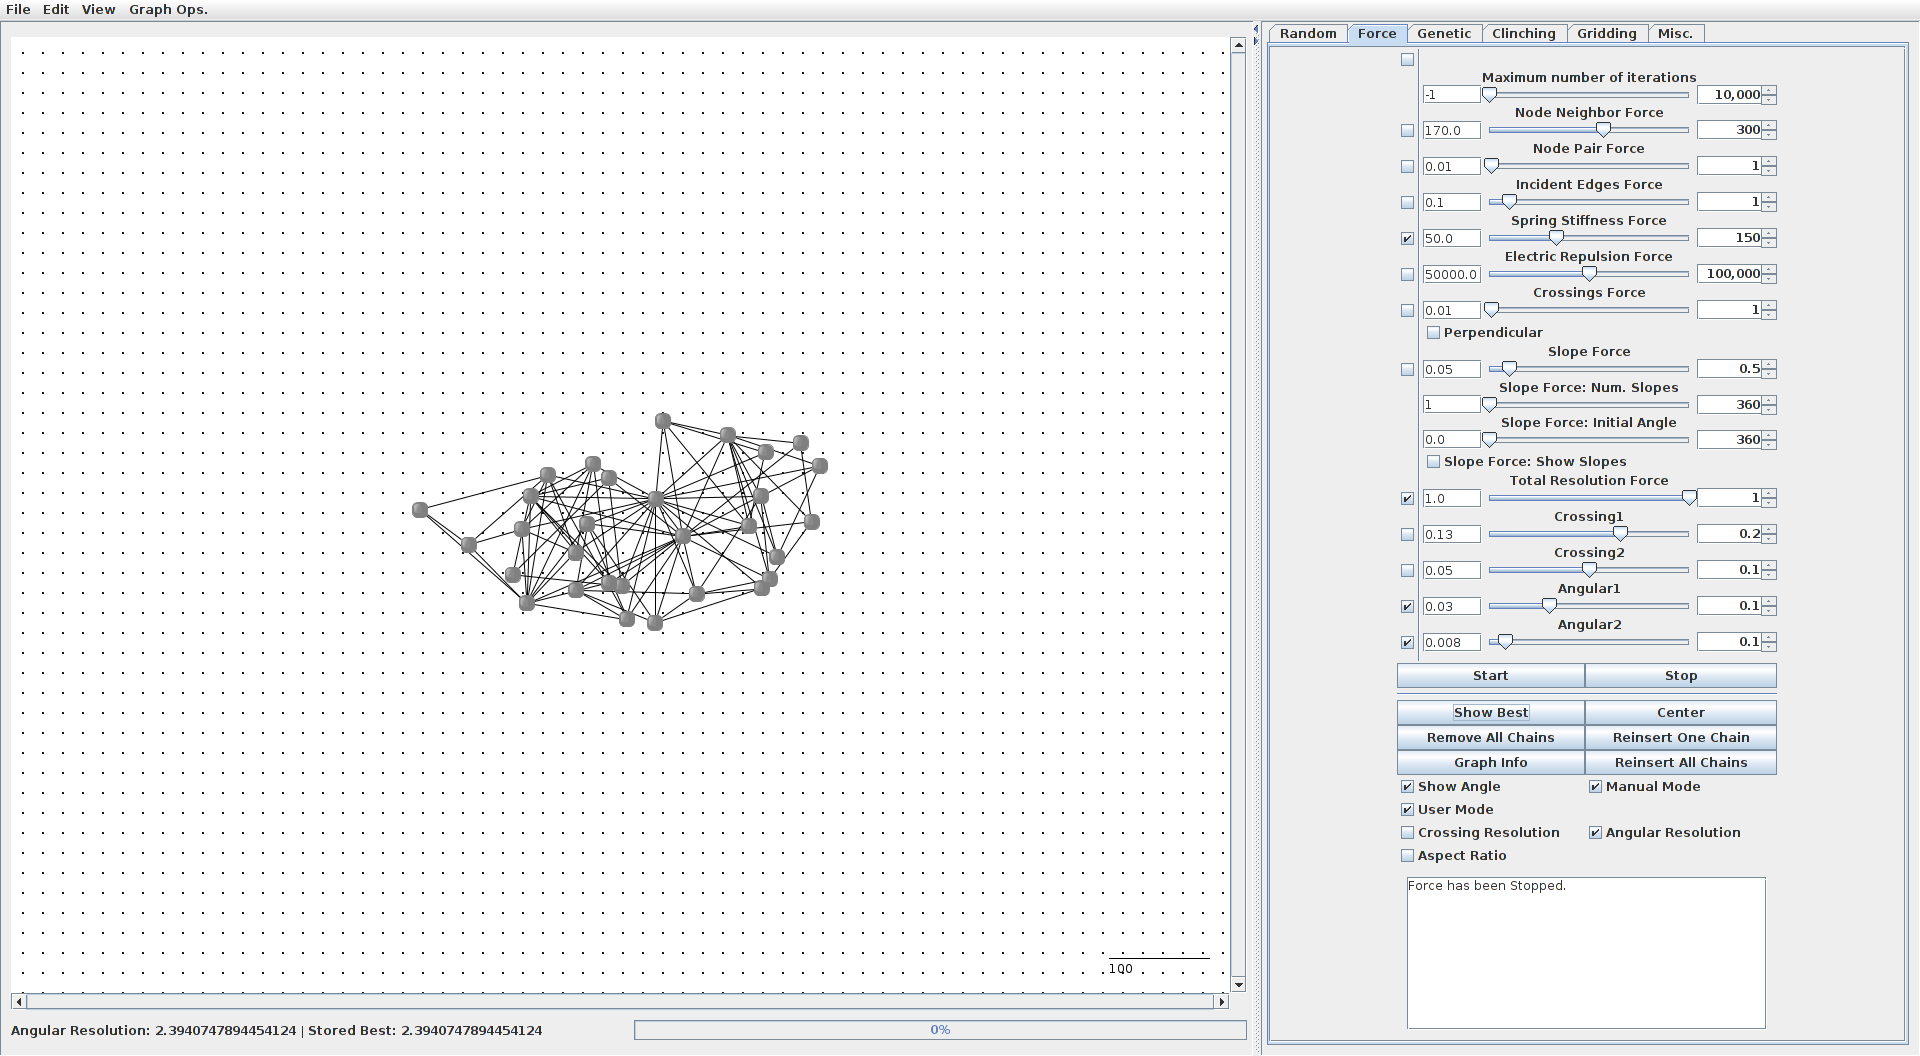 File Edit View Graph Ops.
Random Force Genetic Clinching Gridding Misc.
Maximum number of iterations
-1 10,000
Node Neighbor Force
170.0 300
Node Pair Force
0.01 1
Incident Edges Force
0.1 1
Spring Stiffness Force
50.0 150
Electric Repulsion Force
50000.0 100,000
Crossings Force
0.01 1
Perpendicular
Slope Force
0.05 0.5
Slope Force: Num. Slopes
1 360
Slope Force: Initial Angle
0.0 360
Slope Force: Show Slopes
Total Resolution Force
1.0 1
Crossing1
0.13 0.2
Crossing2
0.05 0.1
Angular1
0.03 0.1
Angular2
0.008 0.1
Start Stop
Show Best Center
Remove All Chains Reinsert One Chain
Graph Info Reinsert All Chains
Show Angle Manual Mode
User Mode
Crossing Resolution Angular Resolution
Aspect Ratio
Force has been Stopped.
100
Angular Resolution: 2.3940747894454124 | Stored Best: 2.3940747894454124 0%